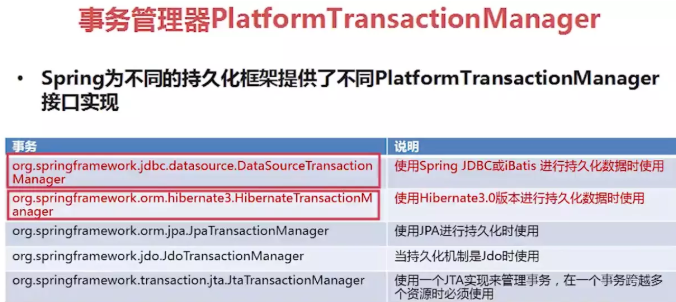 事务管理器PlatformTransactionManager
• Spring为不同的持久化框架提供了不同PlatformTransactionManager
接口实现
事务 说明
org.springframework.jdbc.datasource.DataSourceTransaction
Manager
使用Spring JDBC或iBatis 进行持久化数据时使用
org.springframework.orm.hibernate3.HibernateTransactionM
anager
使用Hibernate3.0版本进行持久化数据时使用
org.springframework.orm.jpa.JpaTransactionManager
使用JPA进行持久化时使用
org.springframework.jdo.JdoTransactionManager
当持久化机制是Jdo时使用
org.springframework.transaction.jta.JtaTransactionManager
使用一个JTA实现来管理事务，在一个事务跨越多
个资源时必须使用